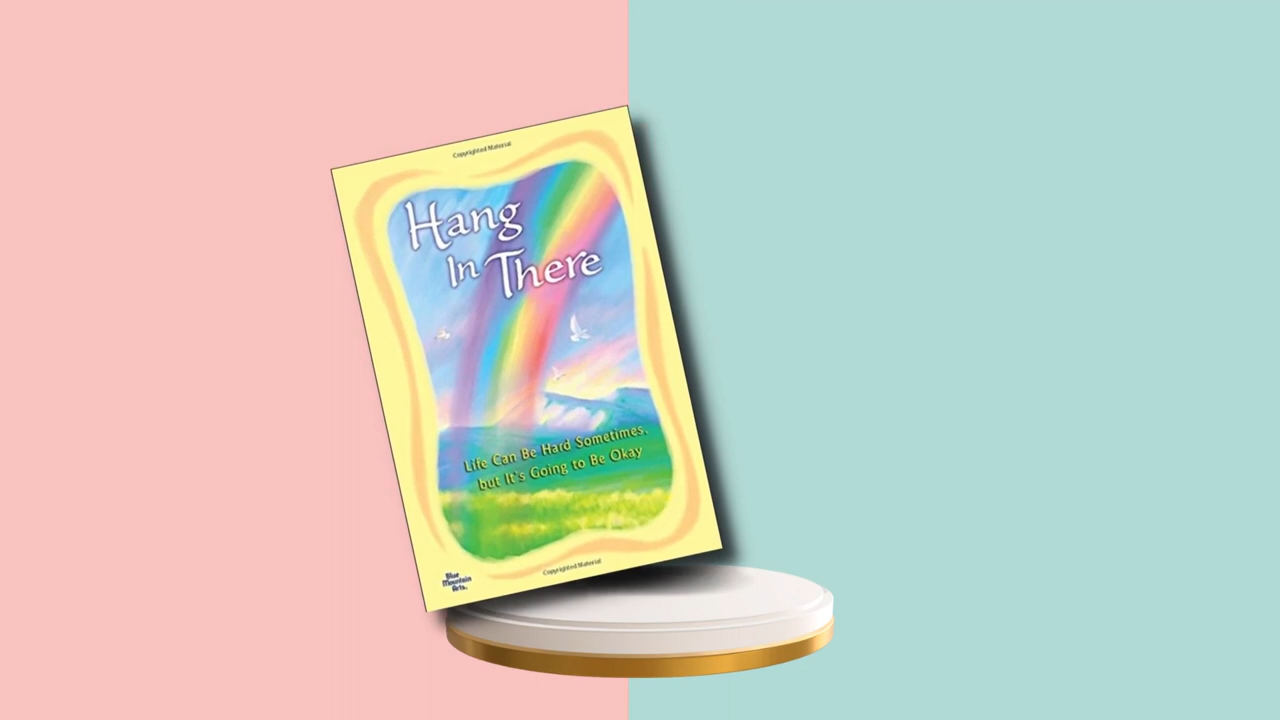 Copyrighted Material
Hang
In There
Life Can Be Hard Sometimes,
but It's Going to Be Okay
Blue
Mountain
Arts.
Copyrighted Material